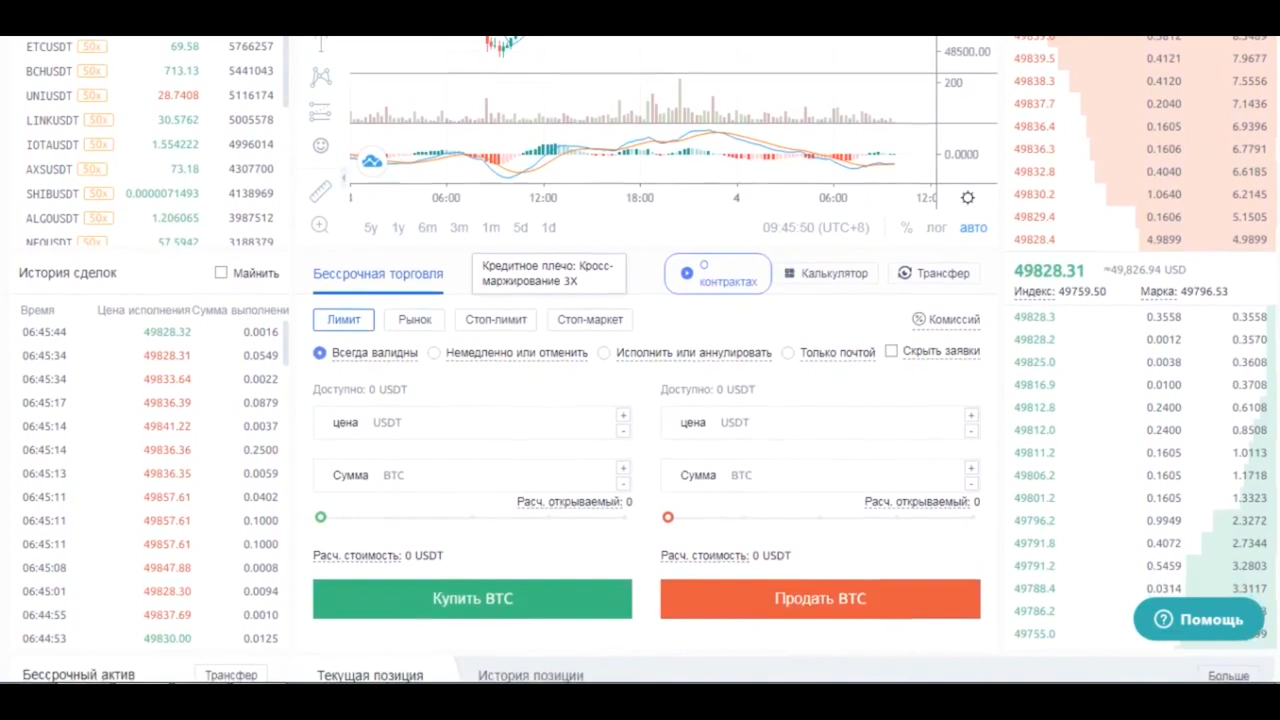 ETCUSDT 50x 69.58 5766257
BCHUSDT 50x 713.13 5441043
UNIUSDT 50x 28.7408 5116174
LINKUSDT 50x 30.5762 5005578
IOTAUSDT 50x 1.554222 4996014
AXSUSDT 50x 73.18 4307700
SHIBUSDT 50x 0.0000071493 4138969
ALGOUSDT 50x 1.206065 3987512
NEOUSDT 50x 57.5942 3188379
История сделок Майнить
Время Цена исполнения Сумма выполнени
06:45:44 49828.32 0.0016
06:45:34 49828.31 0.0549
06:45:34 49833.64 0.0022
06:45:17 49836.39 0.0879
06:45:14 49841.22 0.0037
06:45:14 49836.36 0.2500
06:45:13 49836.35 0.0059
06:45:11 49857.61 0.0402
06:45:11 49857.61 0.1000
06:45:11 49857.61 0.1000
06:45:08 49847.88 0.0008
06:45:01 49828.30 0.0094
06:44:55 49837.69 0.0010
06:44:53 49830.00 0.0125
Бессрочный актив Трансфер
48500.00
200
0.0000
06:00 12:00 18:00 4 06:00 12:0
5y 1y 6m 3m 1m 5d 1d 09:45:50 (UTC+8) % лог авто
Бессрочная торговля
Кредитное плечо: Кросс-
маржирование 3X
О
контрактах
Калькулятор
Трансфер
Лимит Рынок Стоп-лимит Стоп-маркет Комиссий
Всегда валидны Немедленно или отменить Исполнить или аннулировать Только почтой Скрыть заявки
Доступно: 0 USDT Доступно: 0 USDT
цена USDT + - цена USDT + -
Сумма BTC + - Сумма BTC + -
Расч. открываемый: 0 Расч. открываемый: 0
Расч. стоимость: 0 USDT Расч. стоимость: 0 USDT
Купить BTC Продать BTC
Текущая позиция История позиции Больше
49839.5 0.4121 7.9677
49838.3 0.4120 7.5556
49837.7 0.2040 7.1436
49836.4 0.1605 6.9396
49836.3 0.1605 6.7791
49832.8 0.4040 6.6185
49830.2 1.0640 6.2145
49829.4 0.1606 5.1505
49828.4 4.9899 4.9899
49828.31 ≈49,826.94 USD
Индекс: 49759.50 Марка: 49796.53
49828.3 0.3558 0.3558
49828.2 0.0012 0.3570
49825.0 0.0038 0.3608
49816.9 0.0100 0.3708
49812.8 0.2400 0.6108
49812.0 0.2400 0.8508
49811.2 0.1605 1.0113
49806.2 0.1605 1.1718
49801.2 0.1605 1.3323
49796.2 0.9949 2.3272
49791.8 0.4072 2.7344
49791.2 0.5459 3.2803
49788.4 0.0314 3.3117
49786.2
49755.0
Помощь